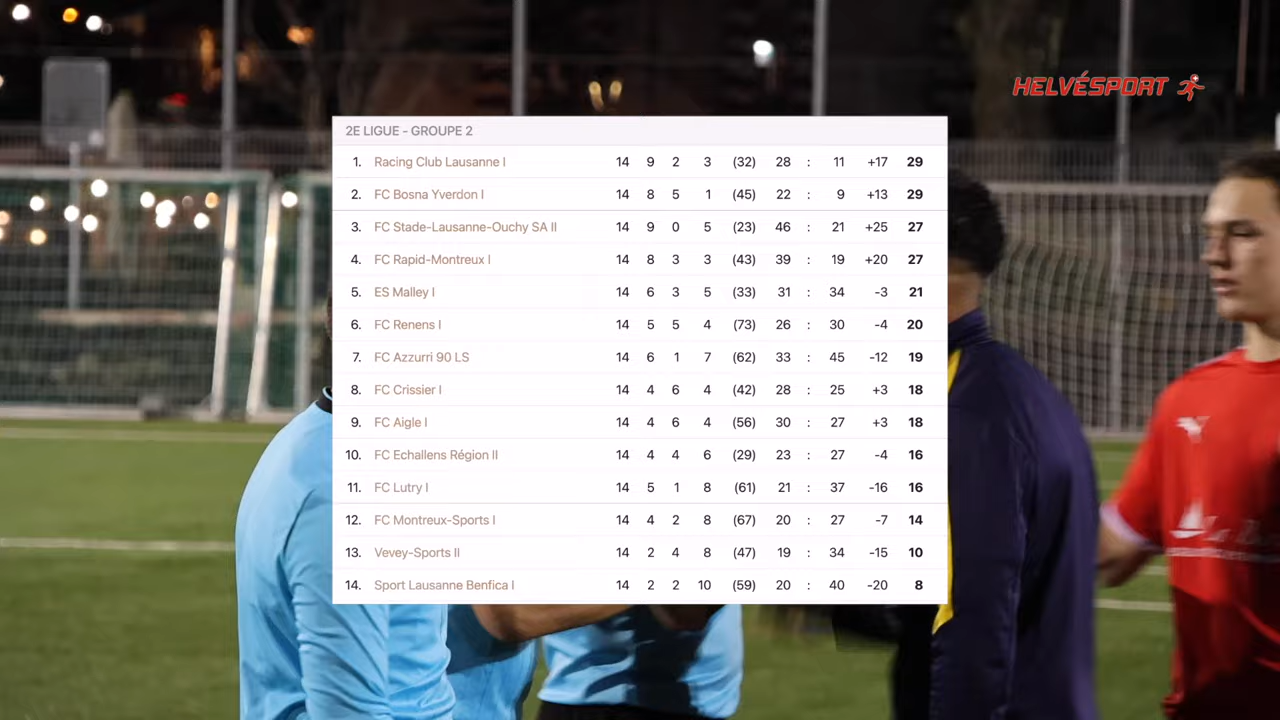 HELVÉSPORT
2E LIGUE - GROUPE 2
1. Racing Club Lausanne I 14 9 2 3 (32) 28 : 11 +17 29
2. FC Bosna Yverdon I 14 8 5 1 (45) 22 : 9 +13 29
3. FC Stade-Lausanne-Ouchy SA II 14 9 0 5 (23) 46 : 21 +25 27
4. FC Rapid-Montreux I 14 8 3 3 (43) 39 : 19 +20 27
5. ES Malley I 14 6 3 5 (33) 31 : 34 -3 21
6. FC Renens I 14 5 5 4 (73) 26 : 30 -4 20
7. FC Azzurri 90 LS 14 6 1 7 (62) 33 : 45 -12 19
8. FC Crissier I 14 4 6 4 (42) 28 : 25 +3 18
9. FC Aigle I 14 4 6 4 (56) 30 : 27 +3 18
10. FC Echallens Région II 14 4 4 6 (29) 23 : 27 -4 16
11. FC Lutry I 14 5 1 8 (61) 21 : 37 -16 16
12. FC Montreux-Sports I 14 4 2 8 (67) 20 : 27 -7 14
13. Vevey-Sports II 14 2 4 8 (47) 19 : 34 -15 10
14. Sport Lausanne Benfica I 14 2 2 10 (59) 20 : 40 -20 8